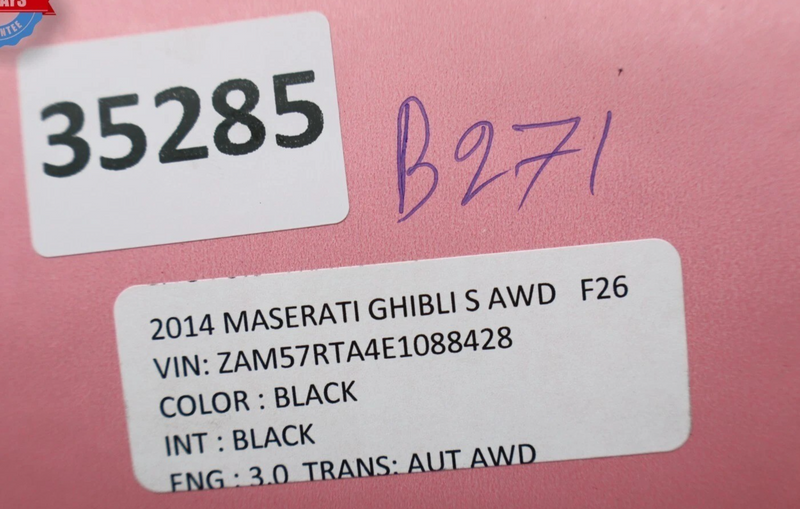 35285
B271
2014 MASERATI GHIBLI S AWD F26
VIN: ZAM57RTA4E1088428
COLOR : BLACK
INT : BLACK
ENG : 3.0 TRANS: AUT AWD